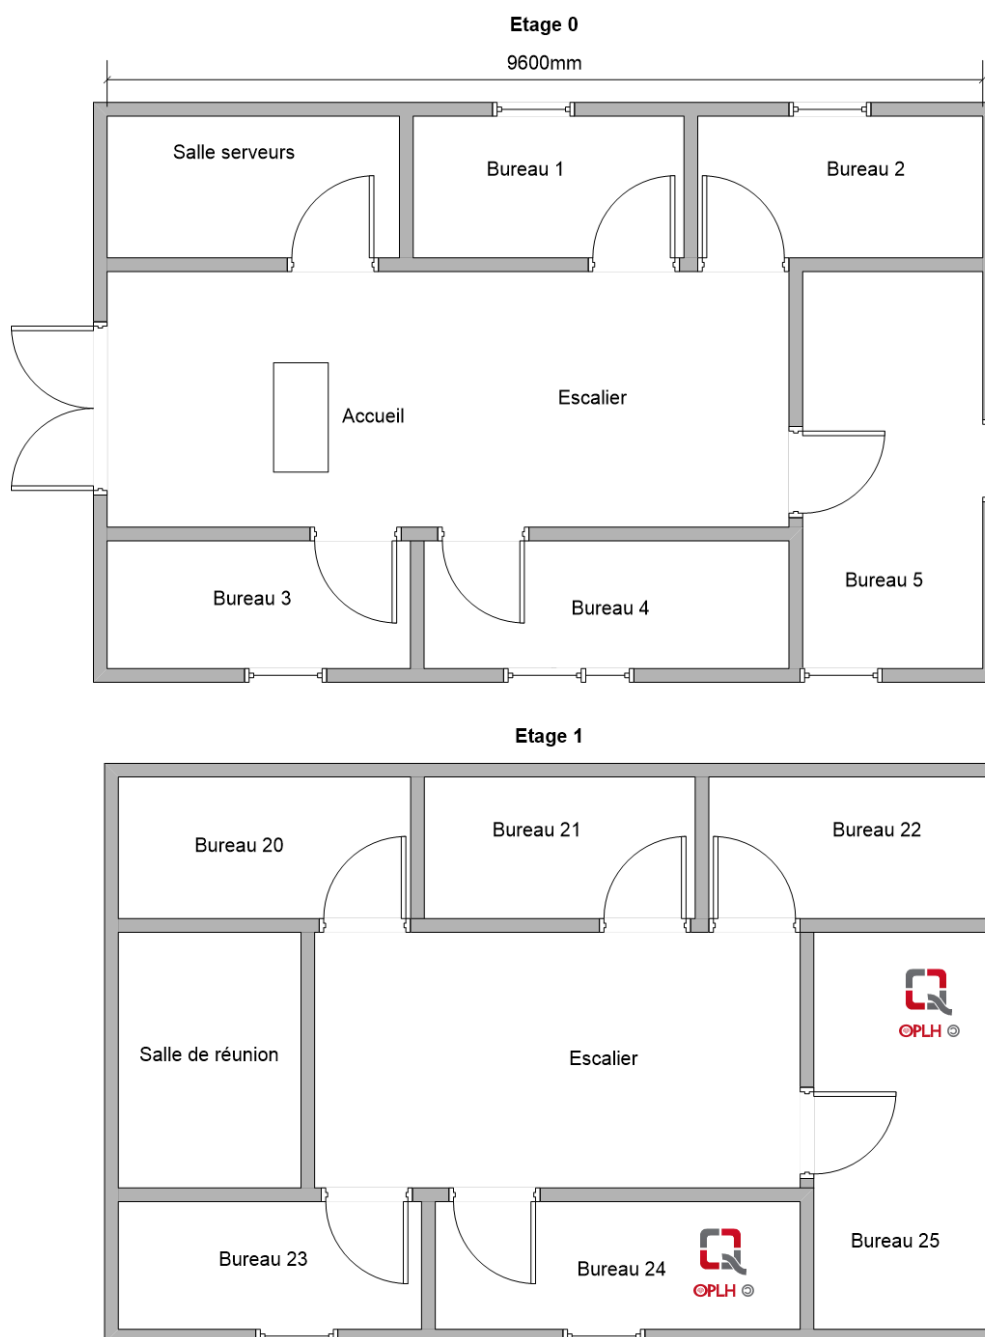 Etage 0
9600mm
Salle serveurs
Bureau 1
Bureau 2
Escalier
Accueil
Bureau 5
Bureau 3
Bureau 4
Etage 1
Bureau 20
Bureau 21
Bureau 22
OPLH
Salle de réunion
Escalier
Bureau 23
Bureau 24
Bureau 25
OPLH